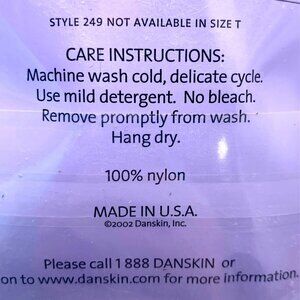 STYLE 249 NOT AVAILABLE IN SIZE T
CARE INSTRUCTIONS:
Machine wash cold, delicate cycle.
Use mild detergent. No bleach.
Remove promptly from wash.
Hang dry.
100% nylon
MADE IN U.S.A.
©2002 Danskin, Inc.
Please call 1 888 DANSKIN or
on to www.danskin.com for more information.